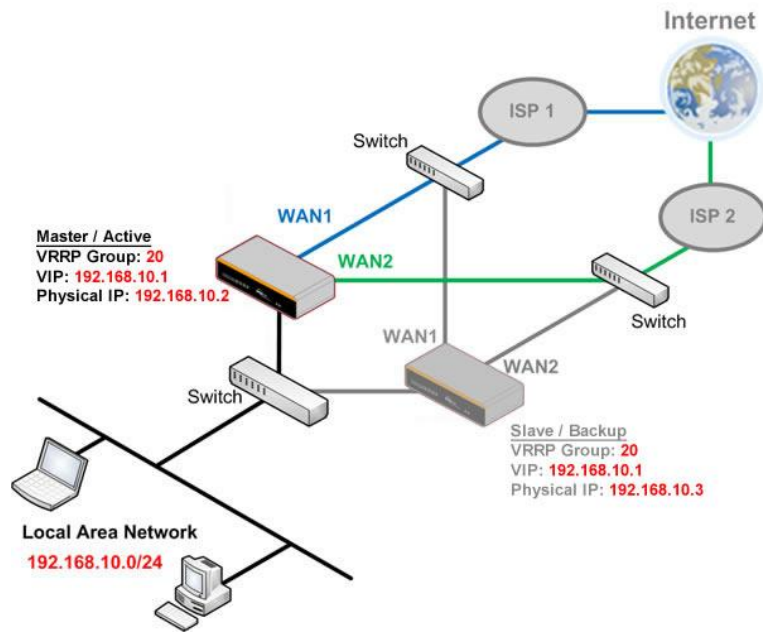 Internet
ISP 1
Switch
WAN1
ISP 2
Master / Active
VRRP Group: 20
VIP: 192.168.10.1
Physical IP: 192.168.10.2
WAN2
Switch
WAN1
WAN2
Switch
Slave / Backup
VRRP Group: 20
VIP: 192.168.10.1
Physical IP: 192.168.10.3
Local Area Network
192.168.10.0/24